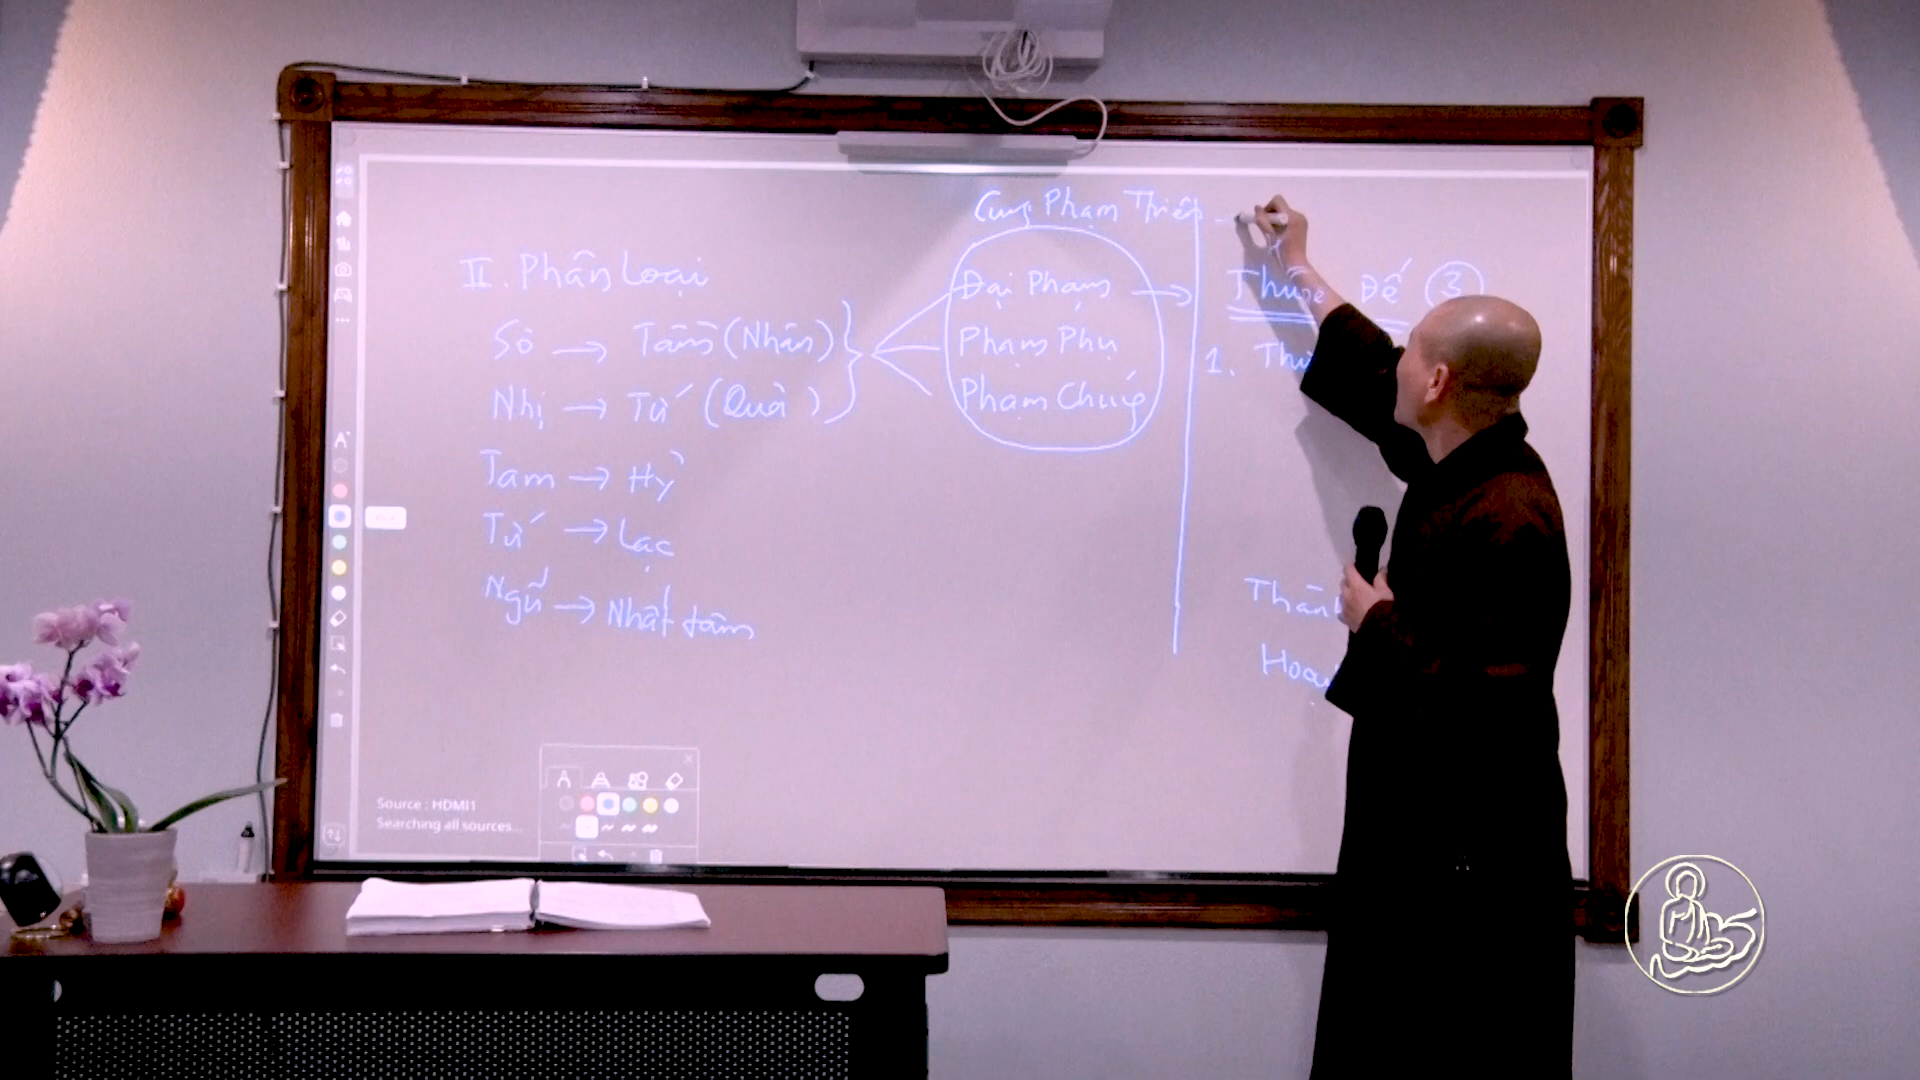 Cung Phạm Thiên
II. Phân Loại
Sơ → Tầm (Nhân)
Nhị → Tứ (Quả)
Tam → Hỷ
Tứ → Lạc
Ngũ → Nhất tâm
Đại Phạm →
Phạm Phụ
Phạm Chúng
Đế ③
1.
Source : HDMI1
Searching all sources...